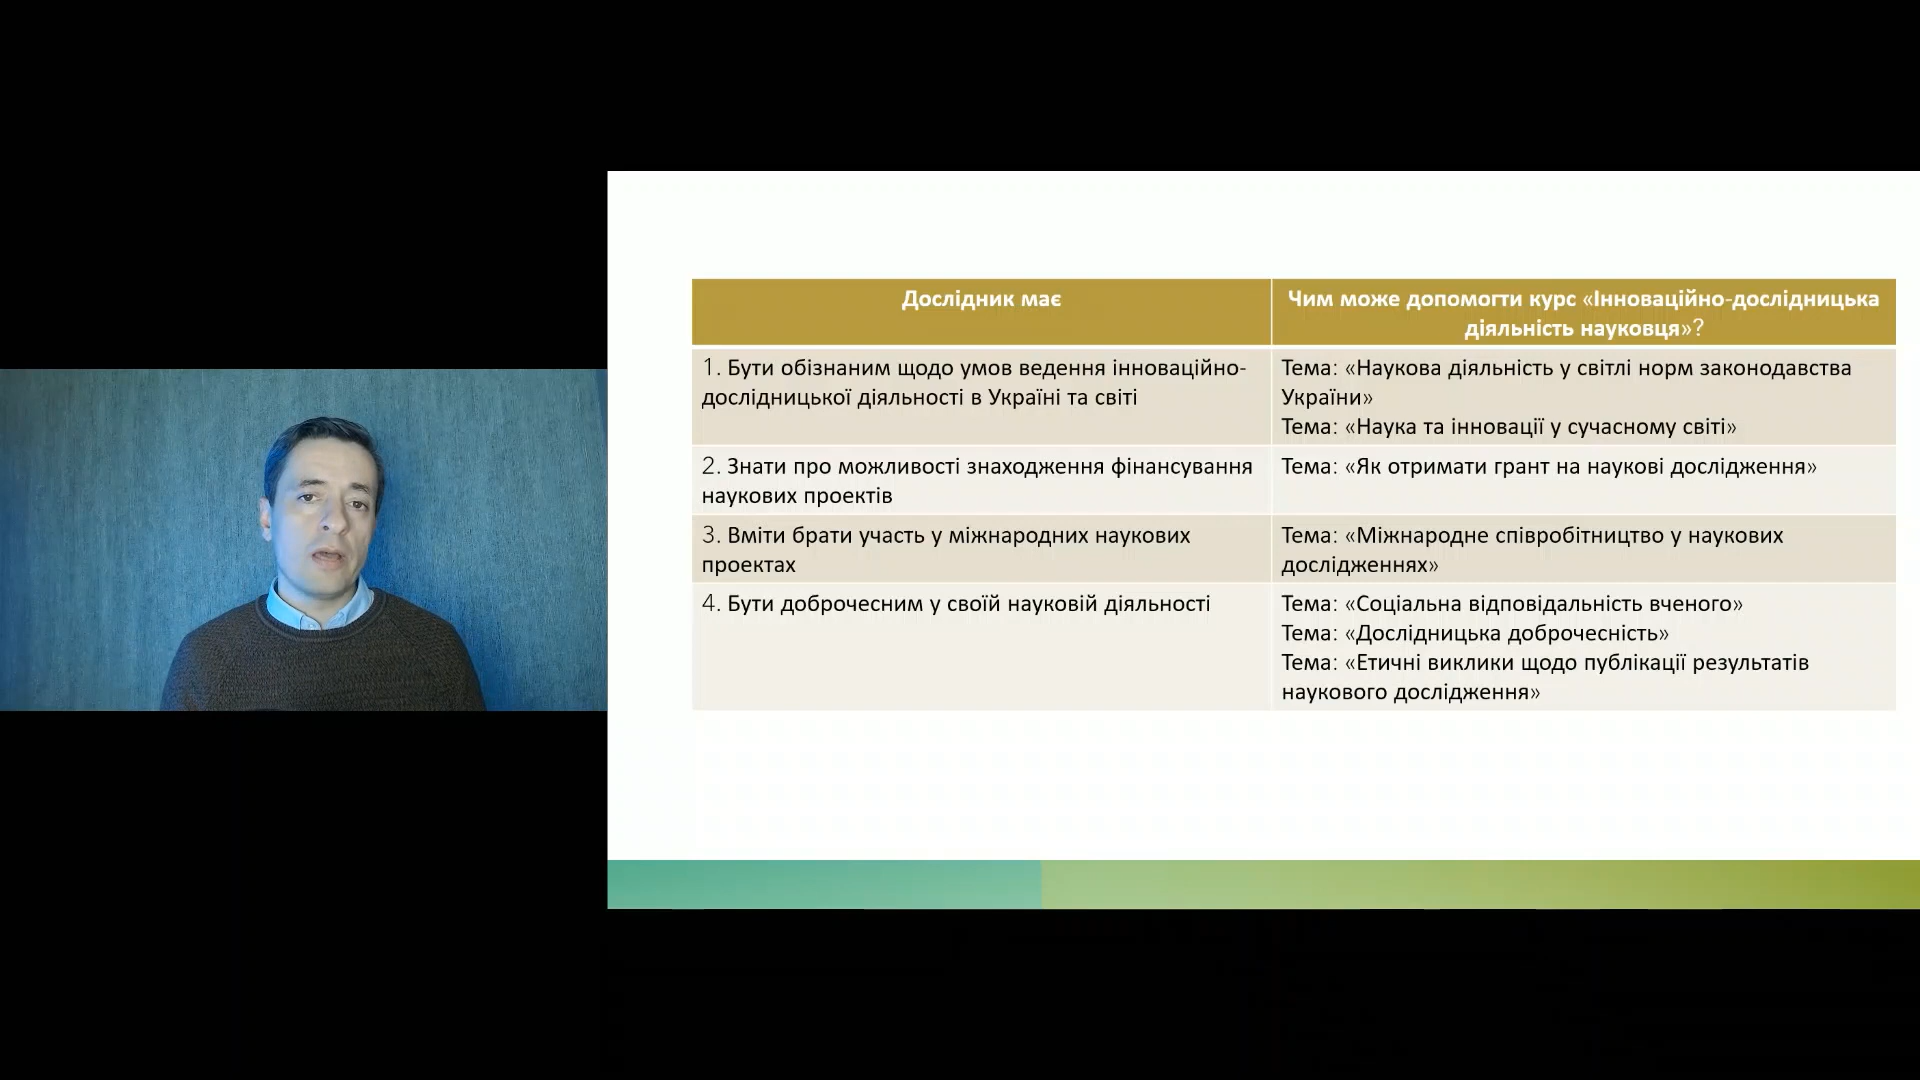 Дослідник має
Чим може допомогти курс «Інноваційно-дослідницька
діяльність науковця»?
1. Бути обізнаним щодо умов ведення інноваційно-
дослідницької діяльності в Україні та світі
Тема: «Наукова діяльність у світлі норм законодавства
України»
Тема: «Наука та інновації у сучасному світі»
2. Знати про можливості знаходження фінансування
наукових проектів
Тема: «Як отримати грант на наукові дослідження»
3. Вміти брати участь у міжнародних наукових
проектах
Тема: «Міжнародне співробітництво у наукових
дослідженнях»
4. Бути доброчесним у своїй науковій діяльності
Тема: «Соціальна відповідальність вченого»
Тема: «Дослідницька доброчесність»
Тема: «Етичні виклики щодо публікації результатів
наукового дослідження»